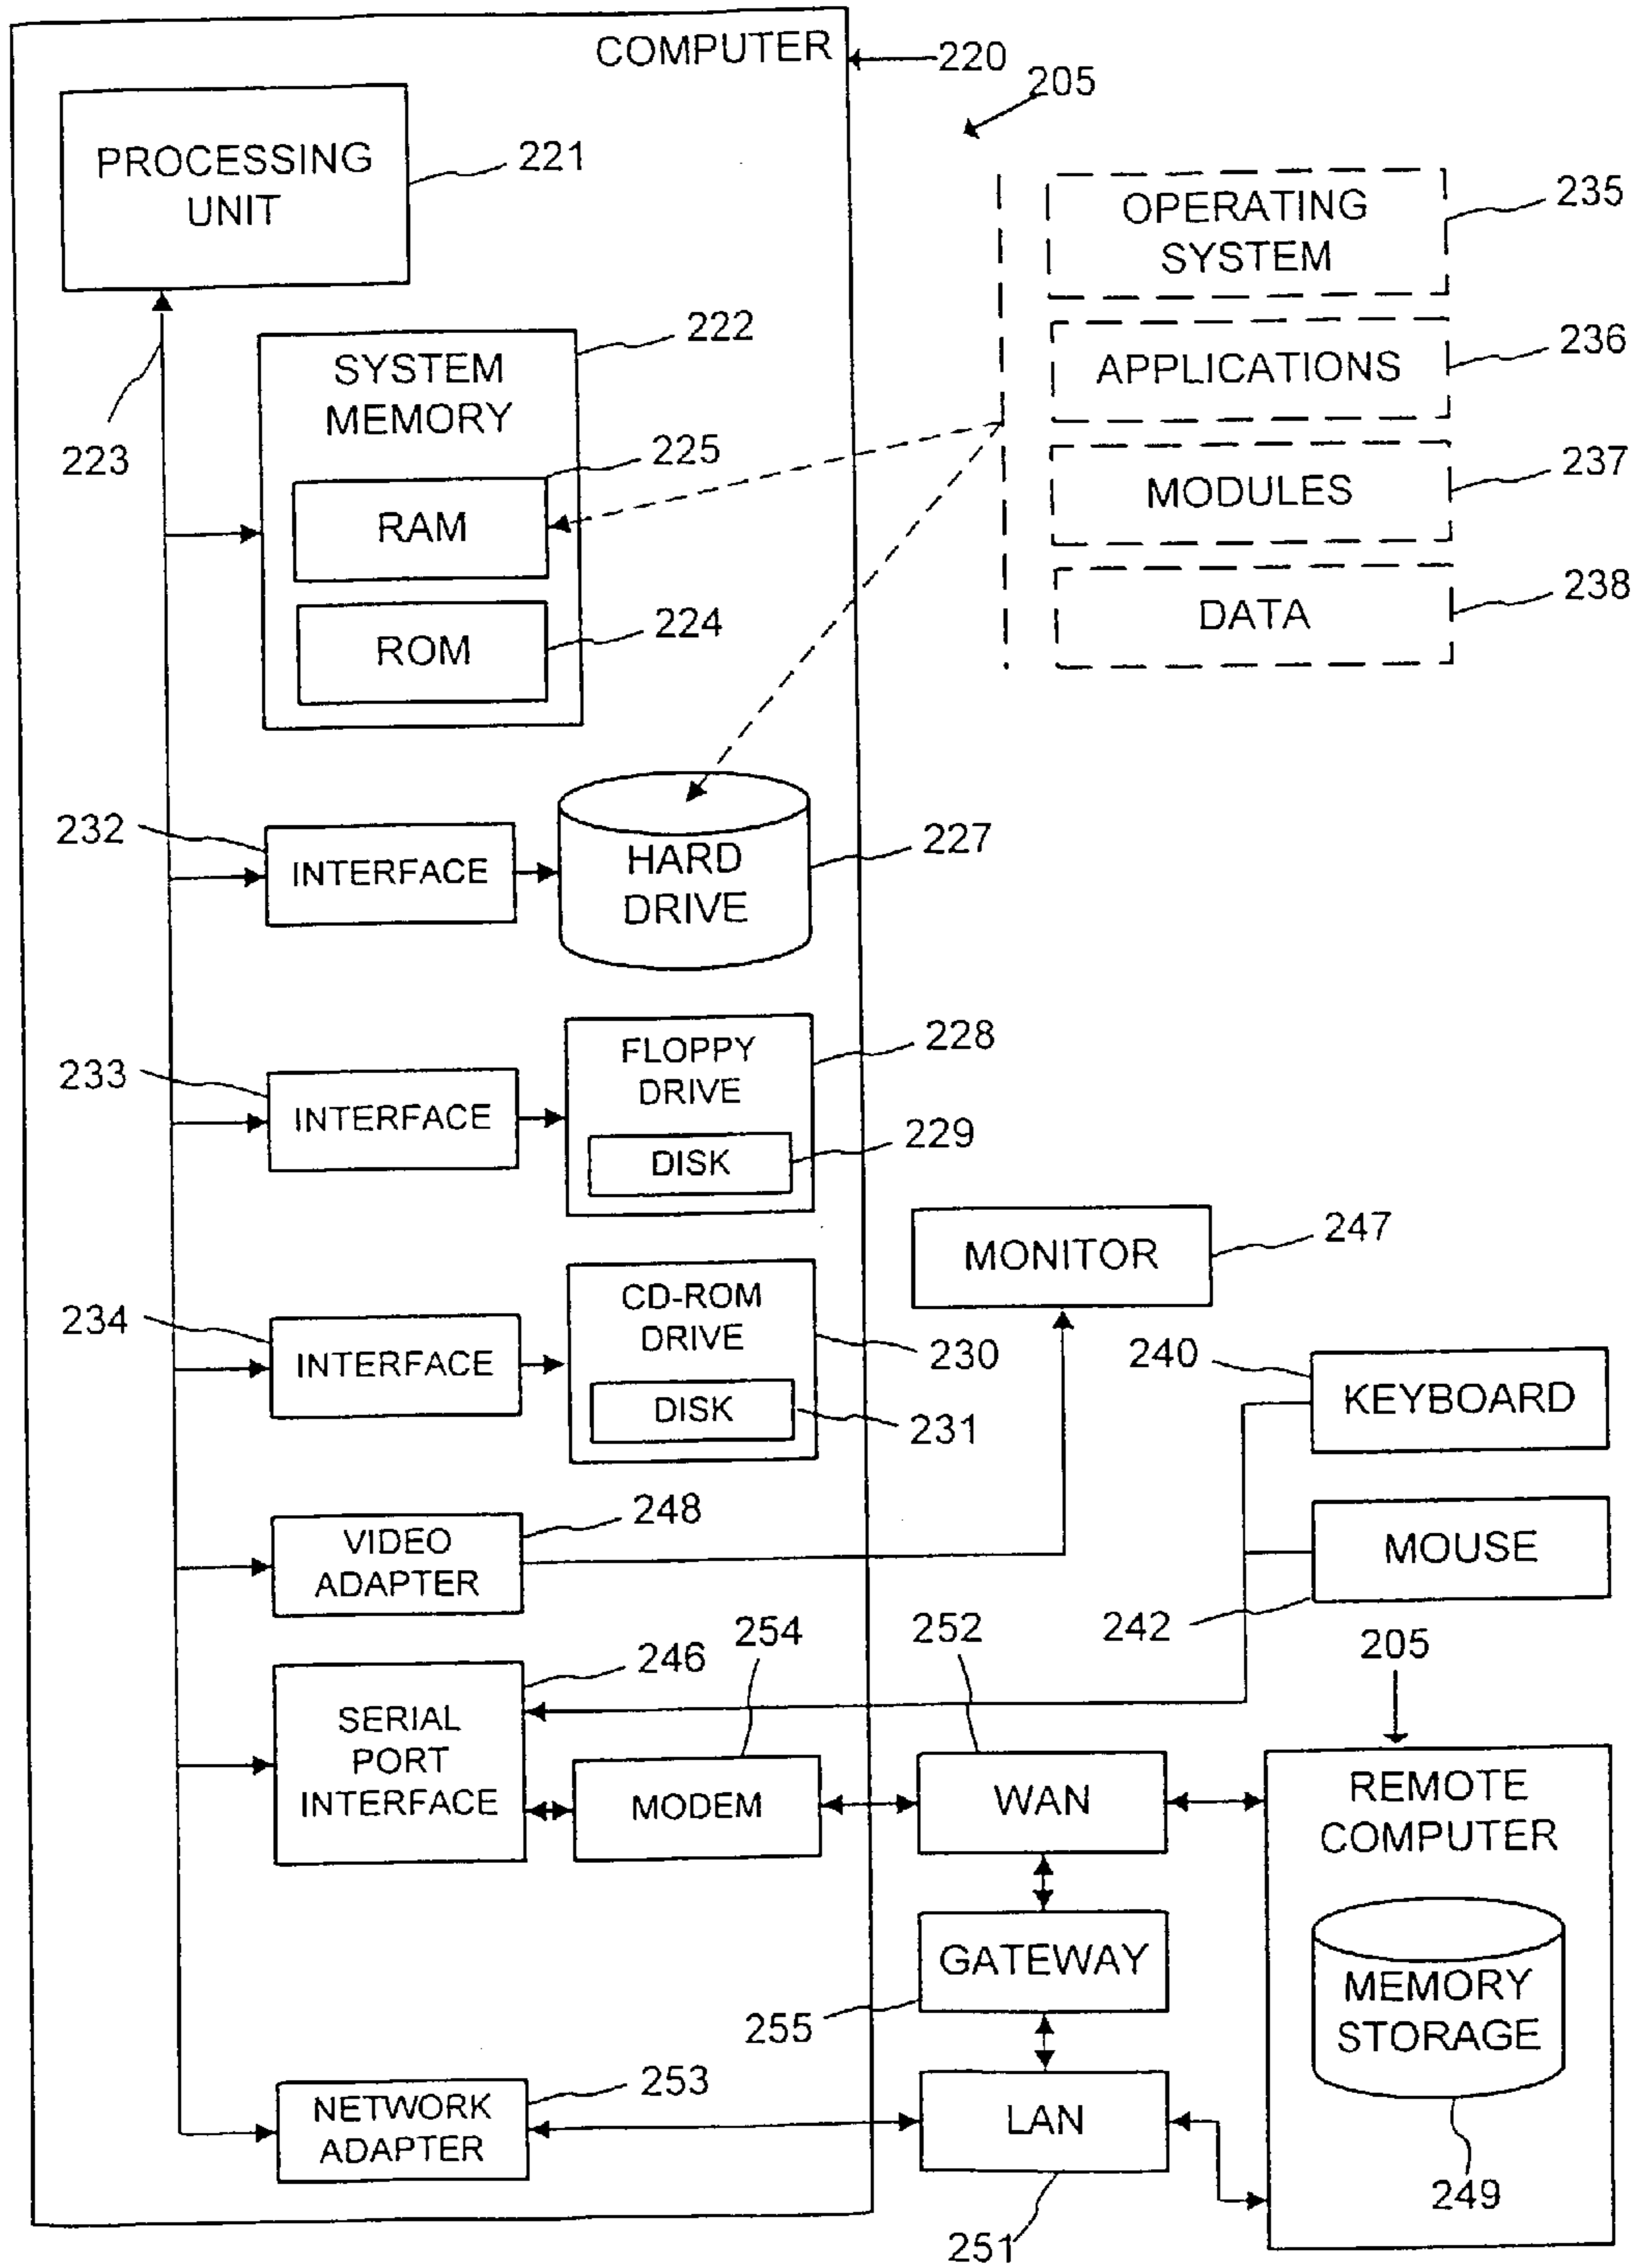 COMPUTER
220
205
PROCESSING
UNIT
221
OPERATING
SYSTEM
235
223
SYSTEM
MEMORY
222
APPLICATIONS
236
RAM
225
MODULES
237
ROM
224
DATA
238
232
INTERFACE
HARD
DRIVE
227
233
INTERFACE
FLOPPY
DRIVE
228
DISK
229
MONITOR
247
234
INTERFACE
CD-ROM
DRIVE
230
DISK
231
240
KEYBOARD
VIDEO
ADAPTER
248
MOUSE
242
205
SERIAL
PORT
INTERFACE
246
254
MODEM
252
WAN
REMOTE
COMPUTER
GATEWAY
255
MEMORY
STORAGE
249
NETWORK
ADAPTER
253
LAN
251